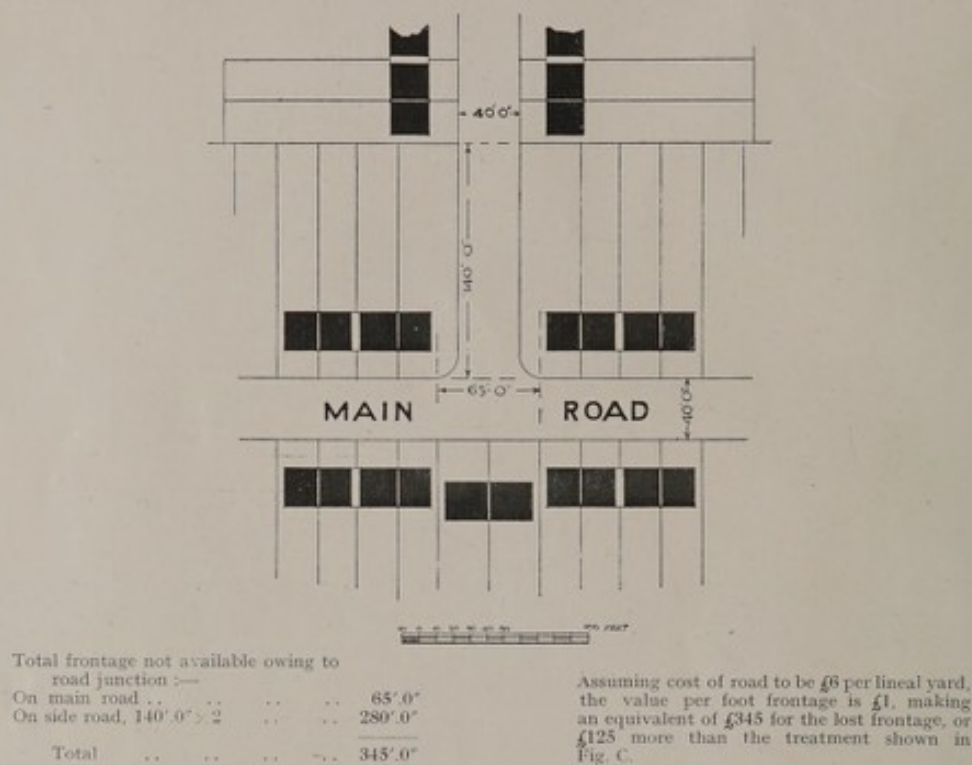 40'0"
140'.0"
65'·0"
MAIN ROAD
40'0"
Total frontage not available owing to
road junction :—
On main road .. .. .. .. 65'.0"
On side road, 140'.0" × 2 .. .. 280'.0"
Total .. .. .. .. 345'.0"
Assuming cost of road to be £6 per lineal yard,
the value per foot frontage is £1, making
an equivalent of £345 for the lost frontage, or
£125 more than the treatment shown in
Fig. C.